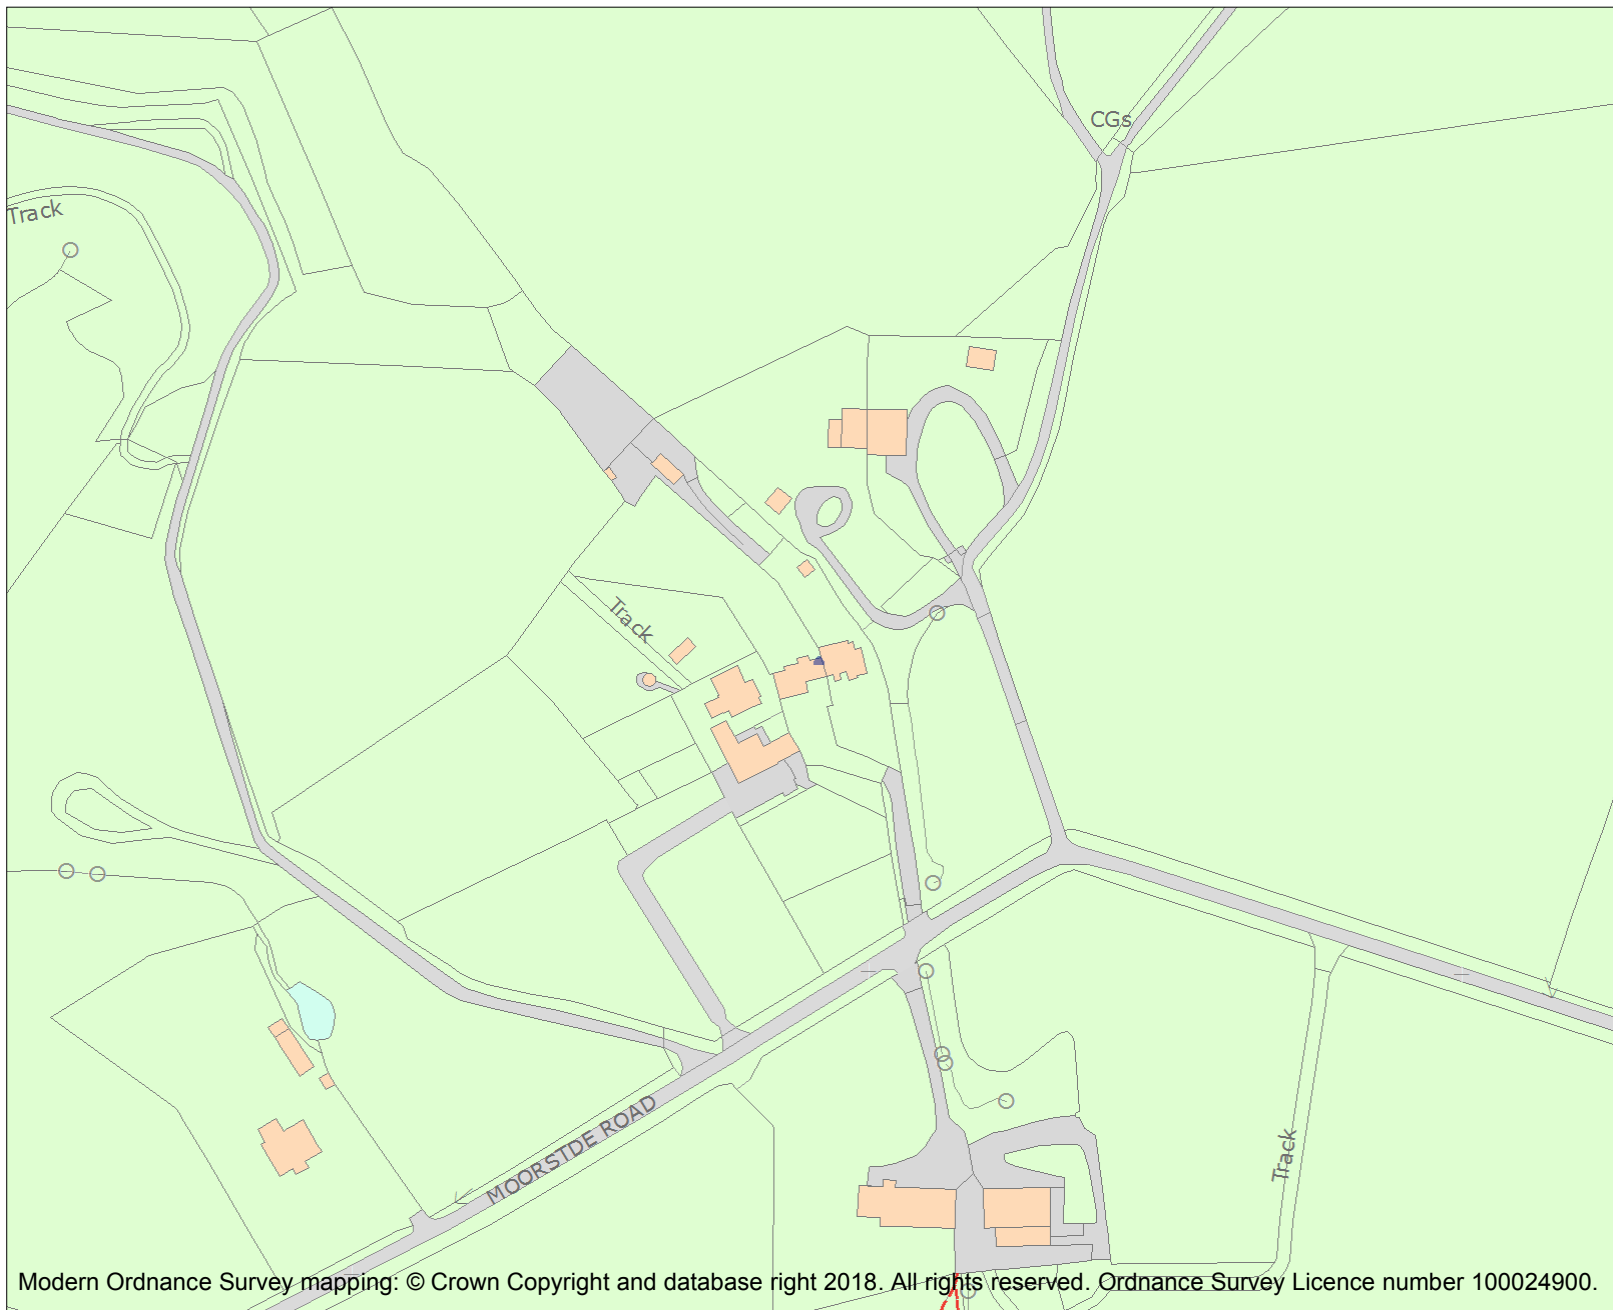 CGs
Track
Track
MOORSTDE ROAD
Track
Modern Ordnance Survey mapping: © Crown Copyright and database right 2018. All rights reserved. Ordnance Survey Licence number 100024900.